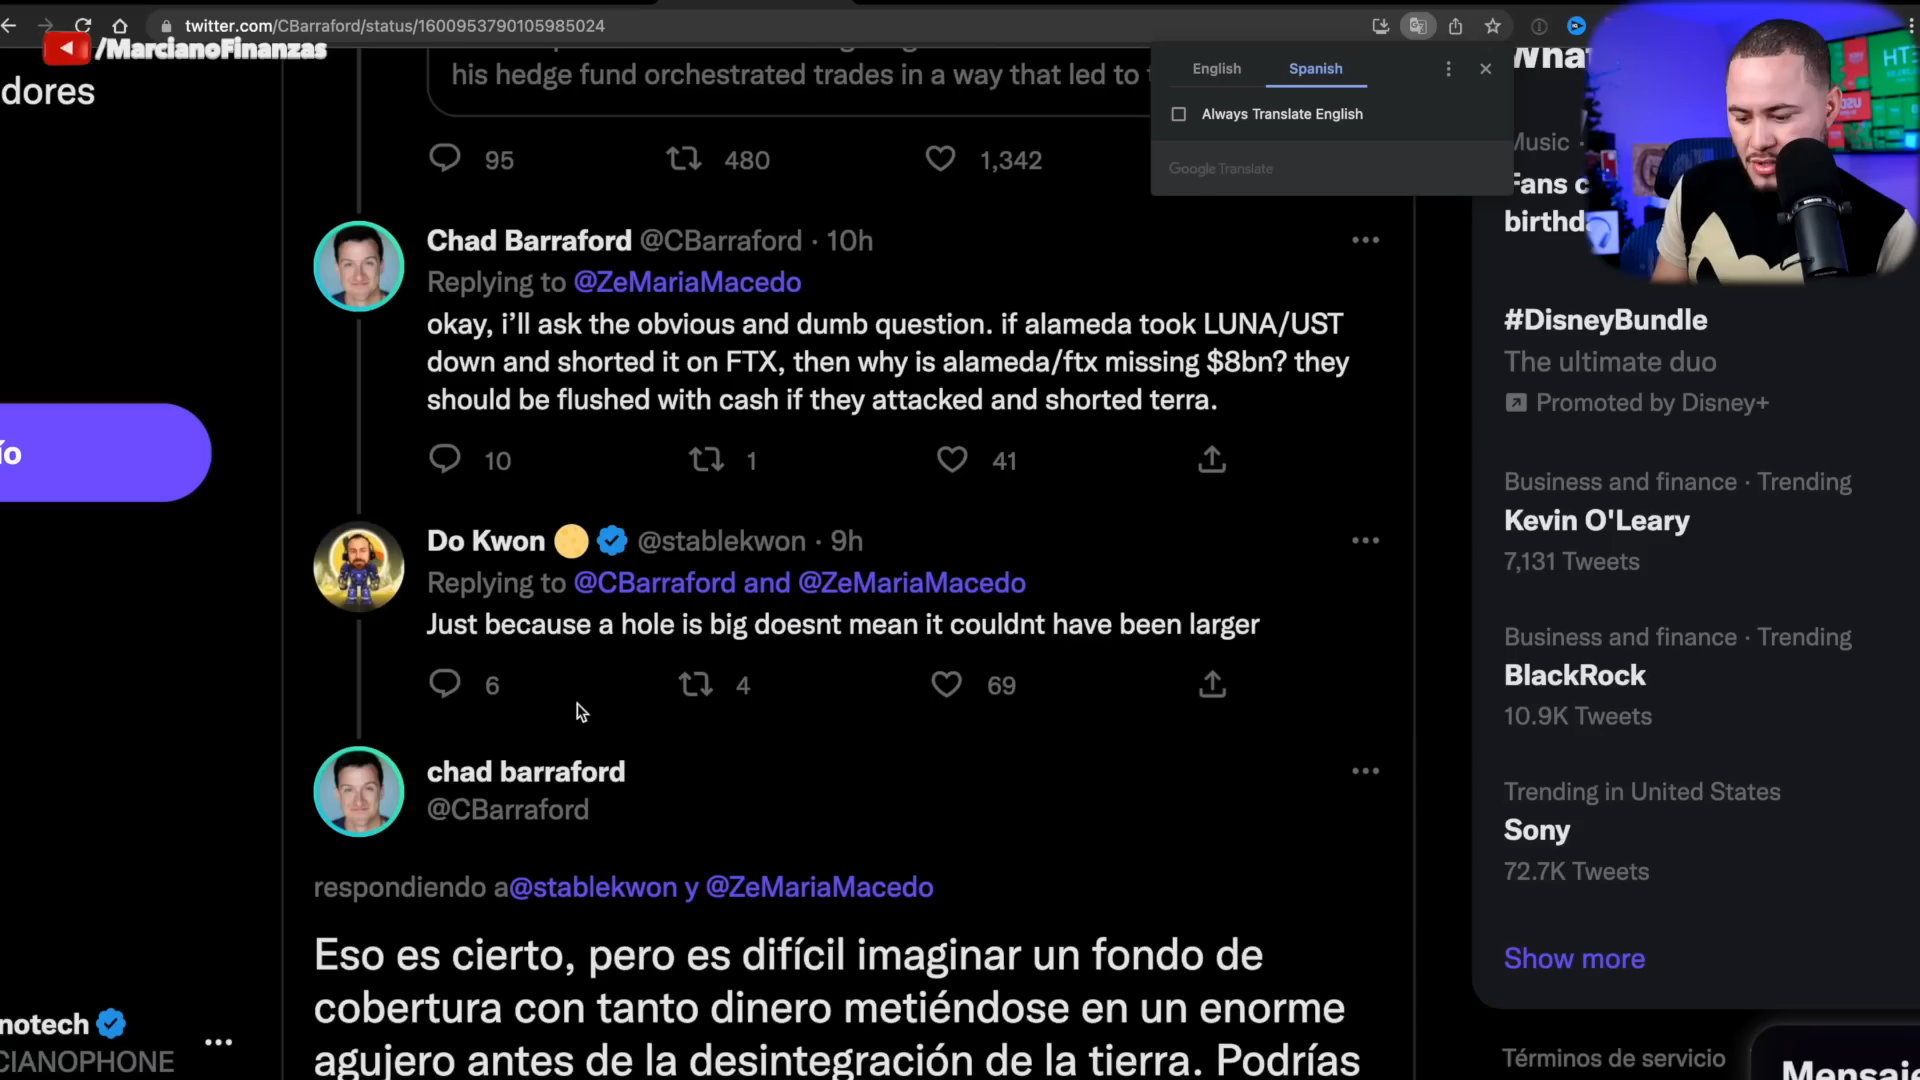 twitter.com/CBarraford/status/1600953790105985024
/MarcianoFinanzas
dores
ío
notech
CIANOPHONE
his hedge fund orchestrated trades in a way that led to
95 480 1,342
Chad Barraford @CBarraford · 10h
Replying to @ZeMariaMacedo
okay, i'll ask the obvious and dumb question. if alameda took LUNA/UST
down and shorted it on FTX, then why is alameda/ftx missing $8bn? they
should be flushed with cash if they attacked and shorted terra.
10 1 41
Do Kwon @stablekwon · 9h
Replying to @CBarraford and @ZeMariaMacedo
Just because a hole is big doesnt mean it couldnt have been larger
6 4 69
chad barraford
@CBarraford
respondiendo a@stablekwon y @ZeMariaMacedo
Eso es cierto, pero es difícil imaginar un fondo de
cobertura con tanto dinero metiéndose en un enorme
agujero antes de la desintegración de la tierra. Podrías
English Spanish
Always Translate English
Google Translate
What
Music ·
Fans c
birthd
#DisneyBundle
The ultimate duo
Promoted by Disney+
Business and finance · Trending
Kevin O'Leary
7,131 Tweets
Business and finance · Trending
BlackRock
10.9K Tweets
Trending in United States
Sony
72.7K Tweets
Show more
Términos de servicio
Mensaje